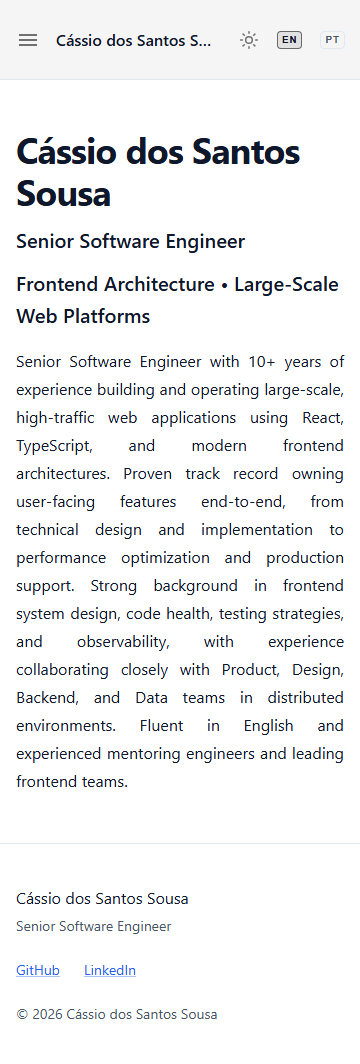 Cássio dos Santos S...
EN
PT
Cássio dos Santos
Sousa
Senior Software Engineer
Frontend Architecture • Large-Scale
Web Platforms
Senior Software Engineer with 10+ years of
experience building and operating large-scale,
high-traffic web applications using React,
TypeScript, and modern frontend
architectures. Proven track record owning
user-facing features end-to-end, from
technical design and implementation to
performance optimization and production
support. Strong background in frontend
system design, code health, testing strategies,
and observability, with experience
collaborating closely with Product, Design,
Backend, and Data teams in distributed
environments. Fluent in English and
experienced mentoring engineers and leading
frontend teams.
Cássio dos Santos Sousa
Senior Software Engineer
GitHub LinkedIn
© 2026 Cássio dos Santos Sousa